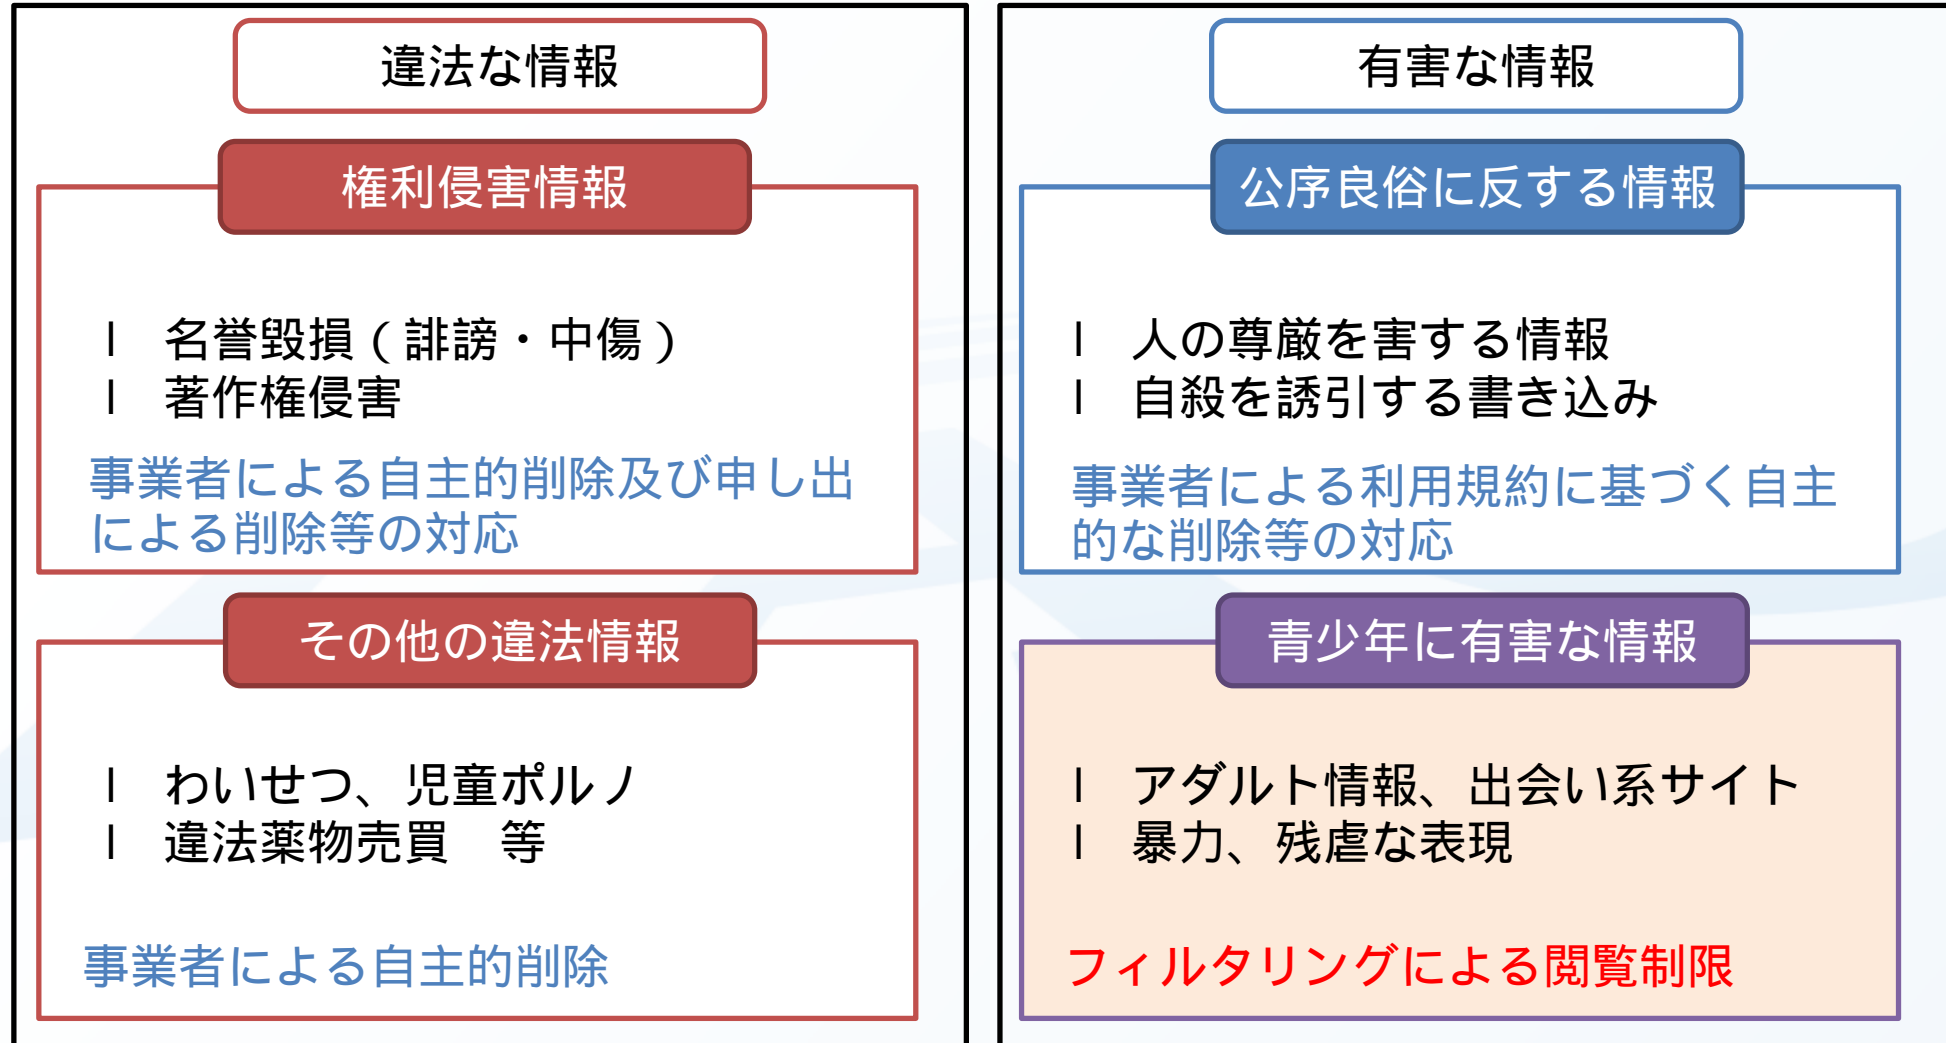 違法な情報
権利侵害情報
l 名誉毀損(誹謗・中傷)
l 著作権侵害
事業者による自主的削除及び申し出
による削除等の対応
その他の違法情報
l わいせつ、児童ポルノ
l 違法薬物売買　等
事業者による自主的削除
有害な情報
公序良俗に反する情報
l 人の尊厳を害する情報
l 自殺を誘引する書き込み
事業者による利用規約に基づく自主
的な削除等の対応
青少年に有害な情報
l アダルト情報、出会い系サイト
l 暴力、残虐な表現
フィルタリングによる閲覧制限